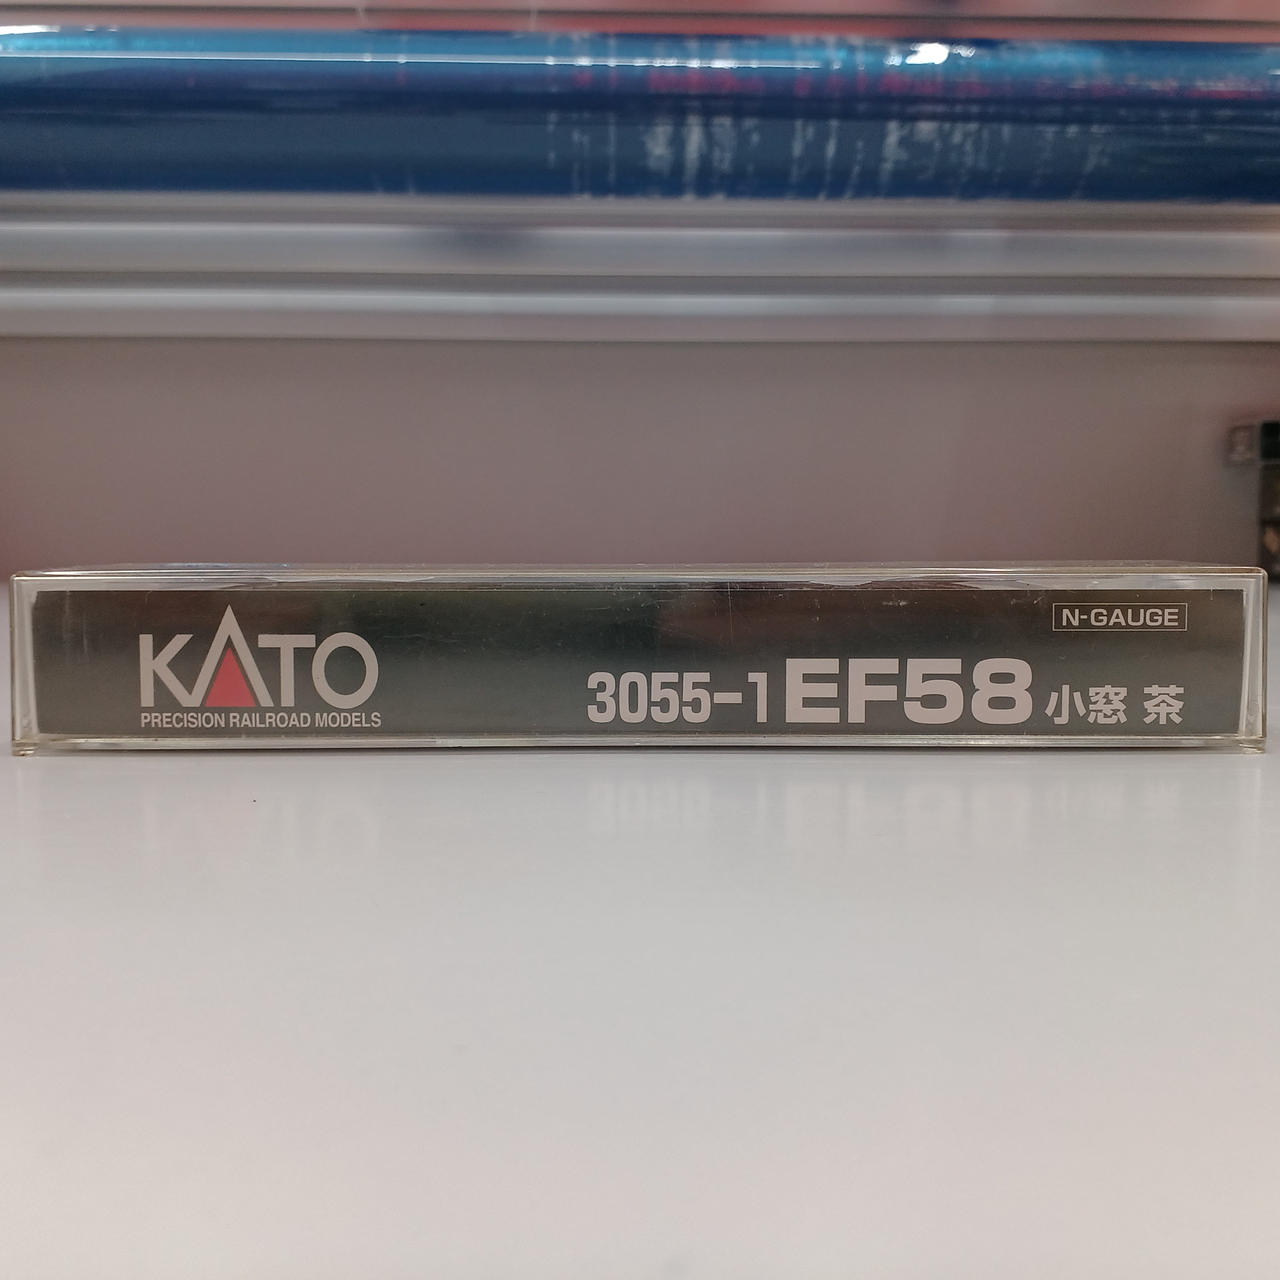 KATO
PRECISION RAILROAD MODELS
N-GAUGE
3055-1 EF58 小窓 茶